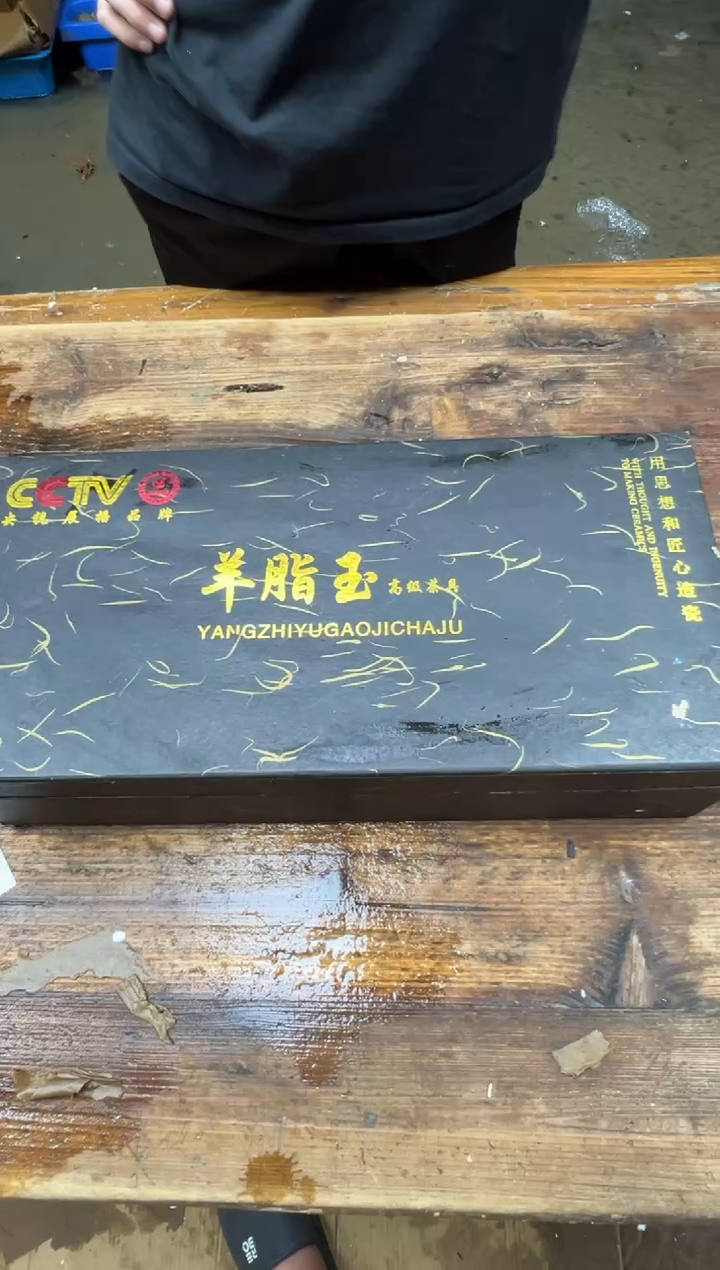 CCTV
央视展播品牌
羊脂玉 高级茶具
YANGZHIYUGAOJICHAJU
用思想和匠心造瓷
WITH THOUGHT AND INGENUITY
TO MAKING CERAMICS